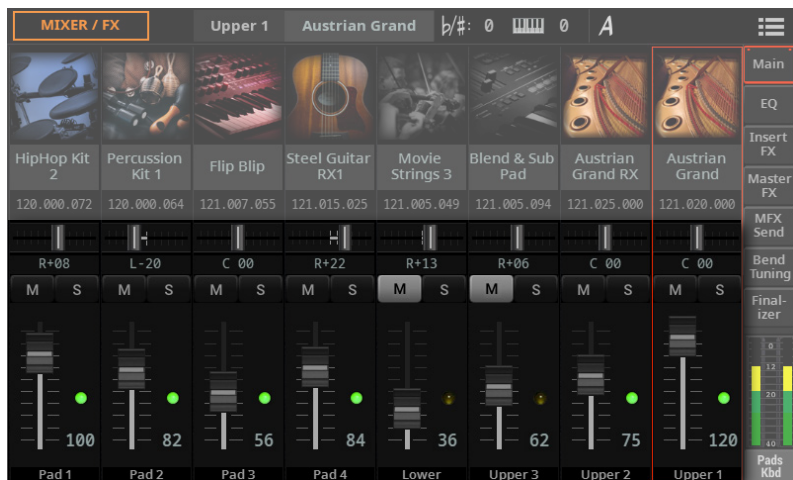 MIXER / FX
Upper 1
Austrian Grand
♭/#: 0
0
A
Main
EQ
Insert
FX
Master
FX
MFX
Send
Bend
Tuning
Final-
izer
HipHop Kit
2
Percussion
Kit 1
Flip Blip
Steel Guitar
RX1
Movie
Strings 3
Blend & Sub
Pad
Austrian
Grand RX
Austrian
Grand
120.000.072
120.000.064
121.007.055
121.015.025
121.005.049
121.005.094
121.025.000
121.020.000
R+08
L-20
C 00
R+22
R+13
R+06
C 00
C 00
M S
M S
M S
M S
M S
M S
M S
M S
0
12
20
40
100
82
56
84
36
62
75
120
Pad 1
Pad 2
Pad 3
Pad 4
Lower
Upper 3
Upper 2
Upper 1
Pads
Kbd